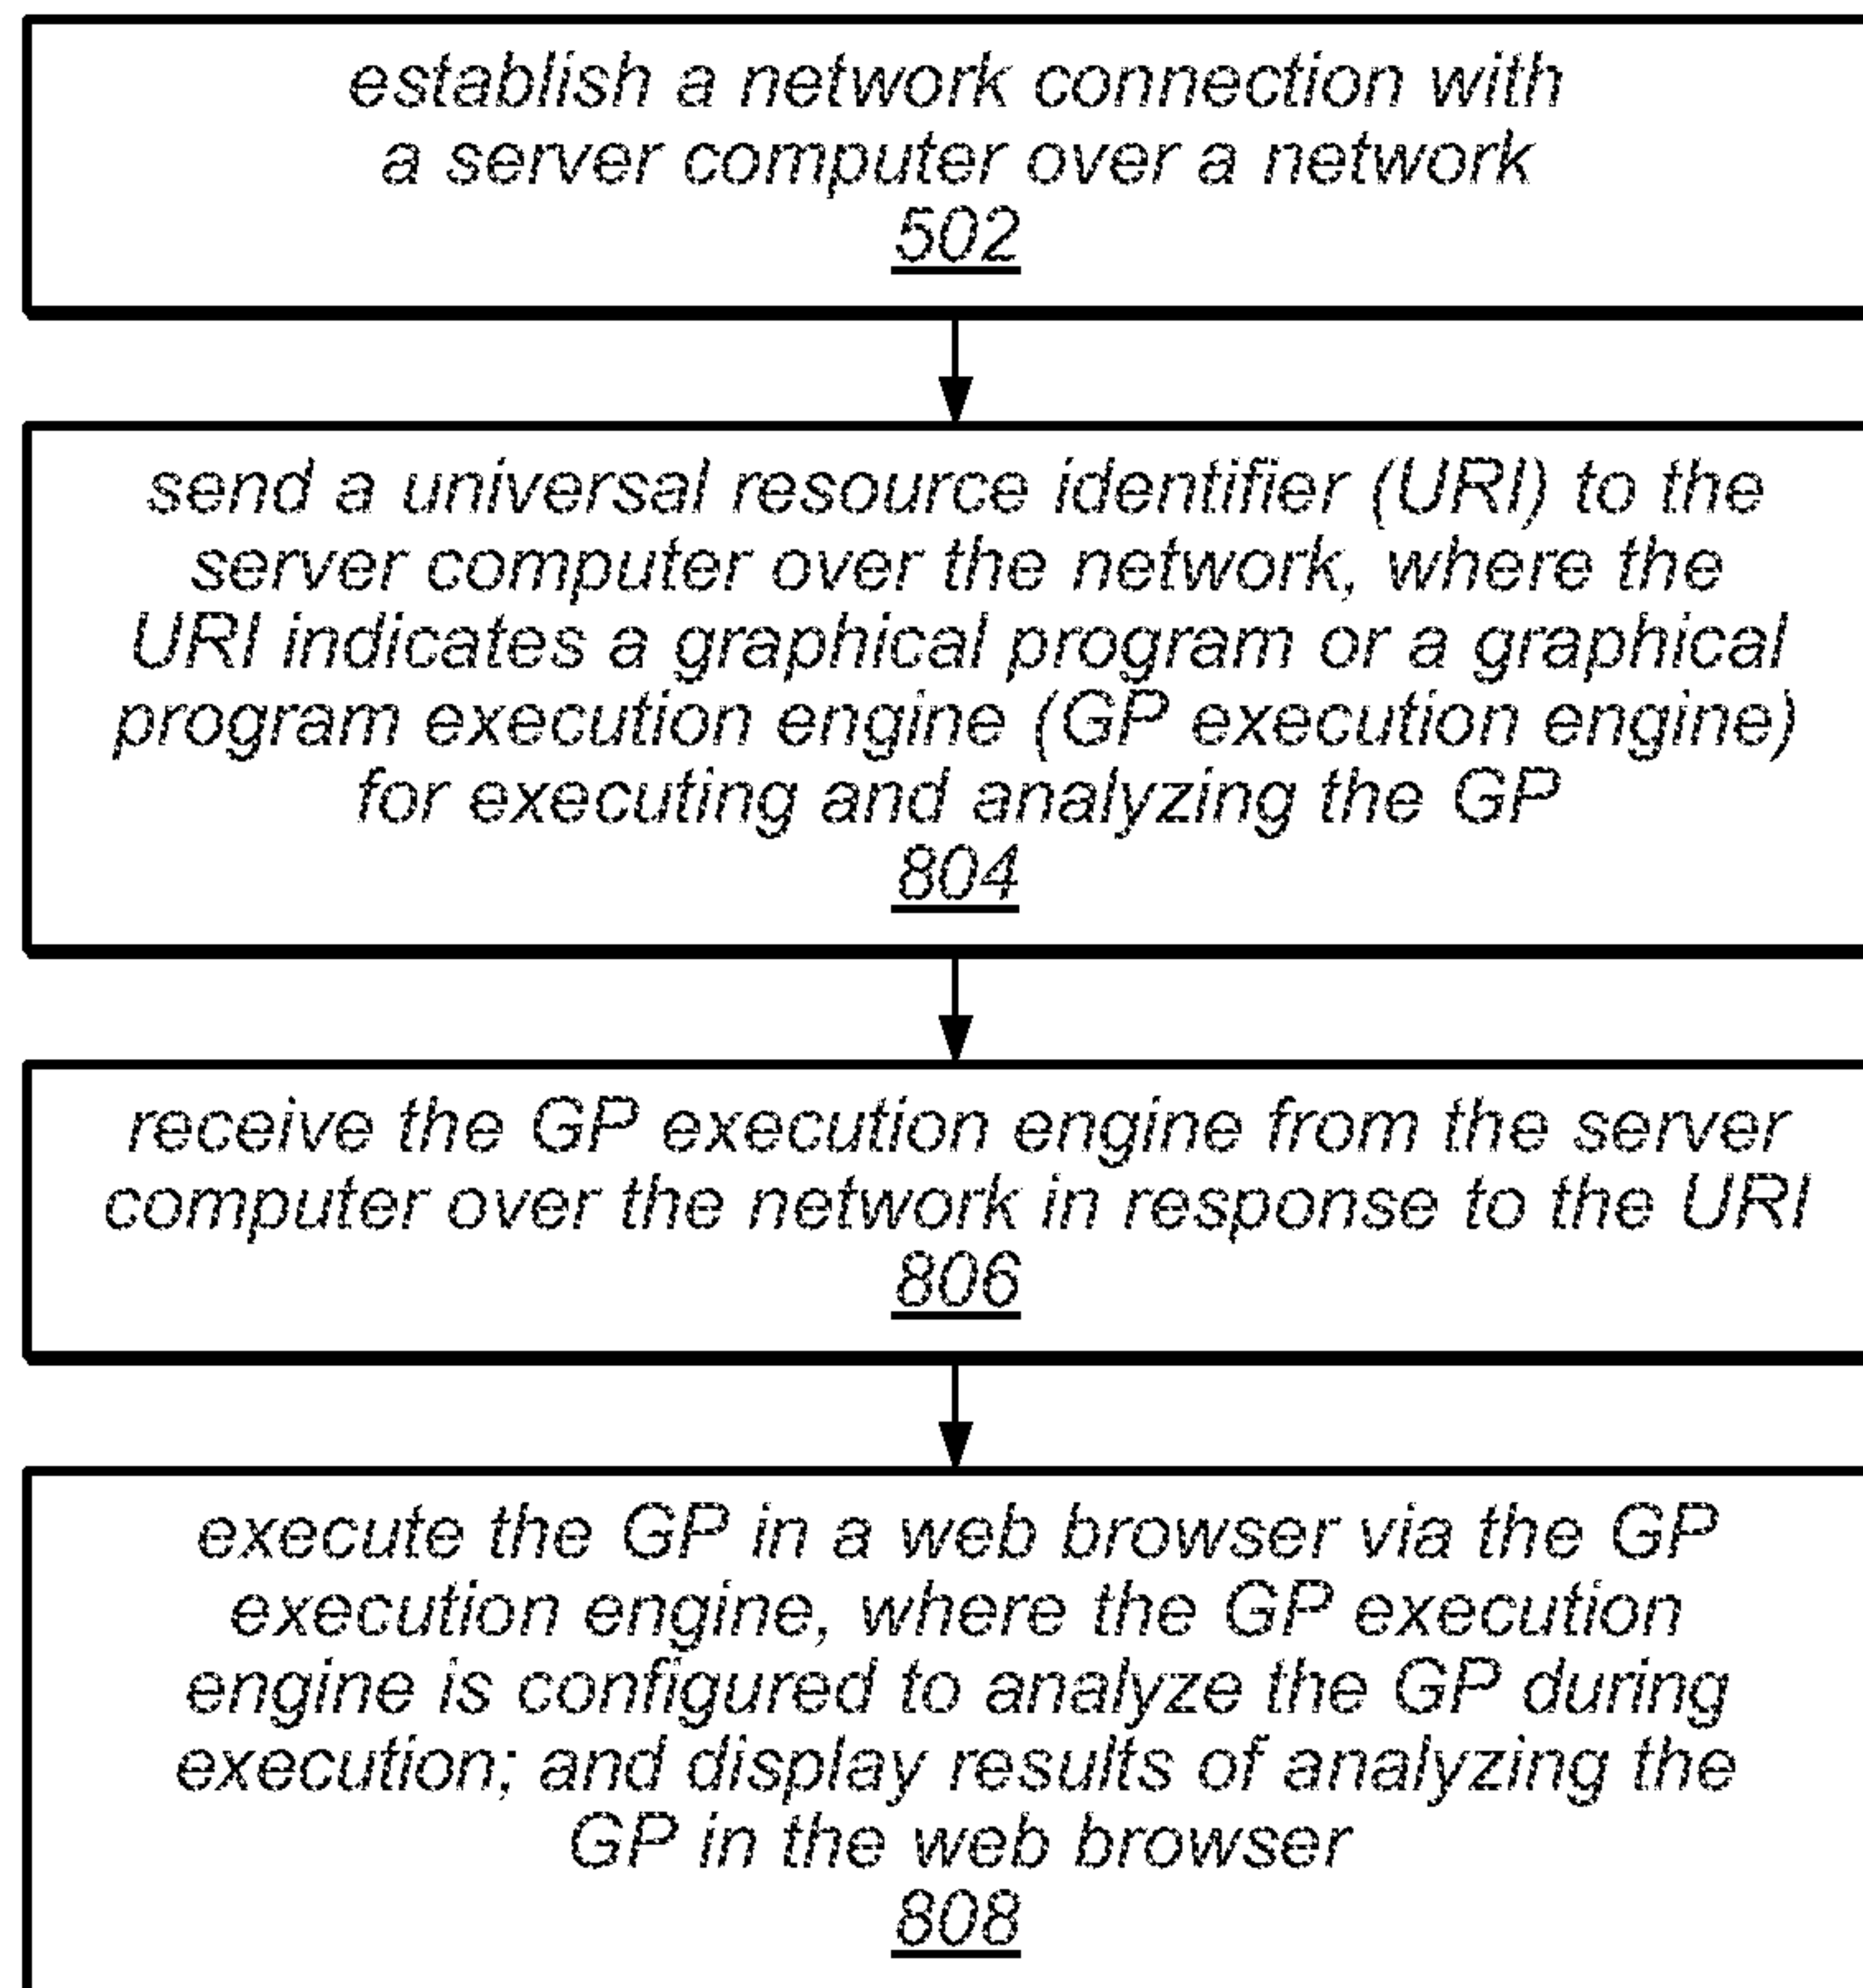 establish a network connection with
a server computer over a network
502
send a universal resource identifier (URI) to the
server computer over the network, where the
URI indicates a graphical program or a graphical
program execution engine (GP execution engine)
for executing and analyzing the GP
804
receive the GP execution engine from the server
computer over the network in response to the URI
806
execute the GP in a web browser via the GP
execution engine, where the GP execution
engine is configured to analyze the GP during
execution; and display results of analyzing the
GP in the web browser
808